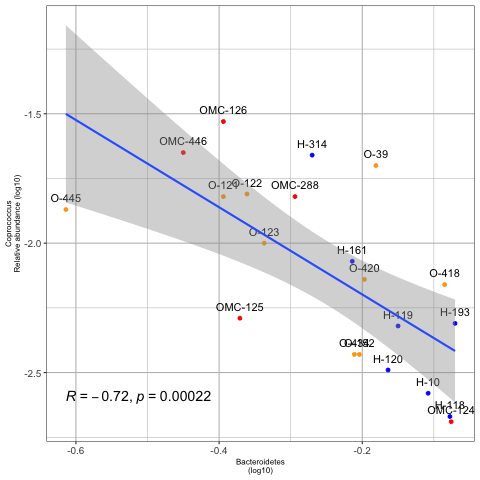 OMC-126
OMC-446
H-314
O-39
O-122
OMC-288
O-445
O-123
H-161
O-420
O-418
OMC-125
H-119
H-193
H-120
H-10
H-118
OMC-124
R = −0.72, p = 0.00022
-1.5
-2.0
-2.5
-0.6
-0.4
-0.2
Coprococcus
Relative abundance (log10)
Bacteroidetes
(log10)